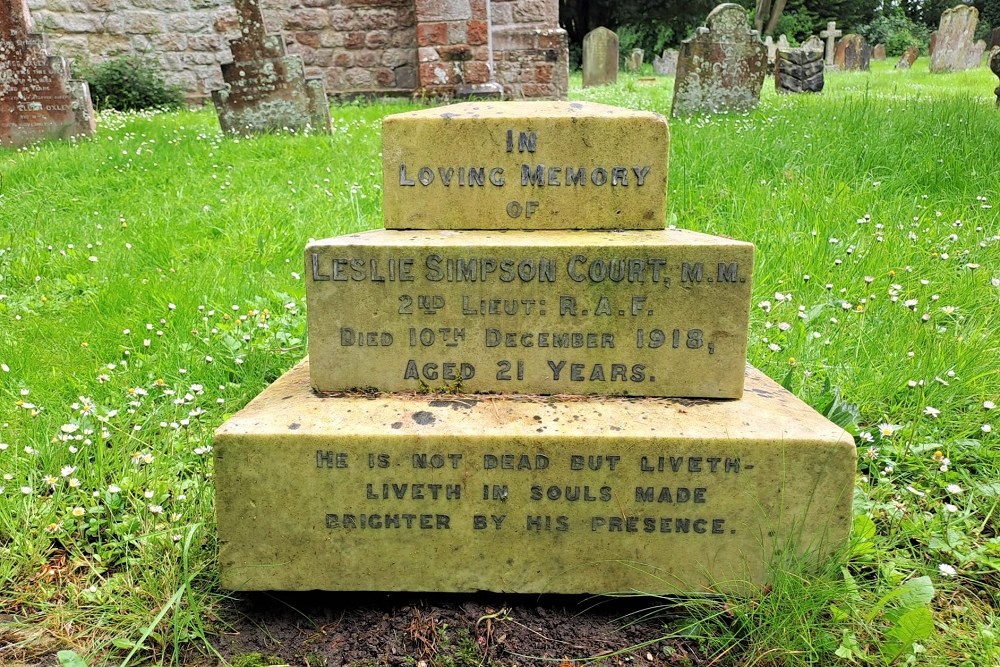 IN
LOVING MEMORY
OF
LESLIE SIMPSON COURT, M.M.
2ND LIEUT: R.A.F.
DIED 10TH DECEMBER 1918,
AGED 21 YEARS.
HE IS NOT DEAD BUT LIVETH-
LIVETH IN SOULS MADE
BRIGHTER BY HIS PRESENCE.